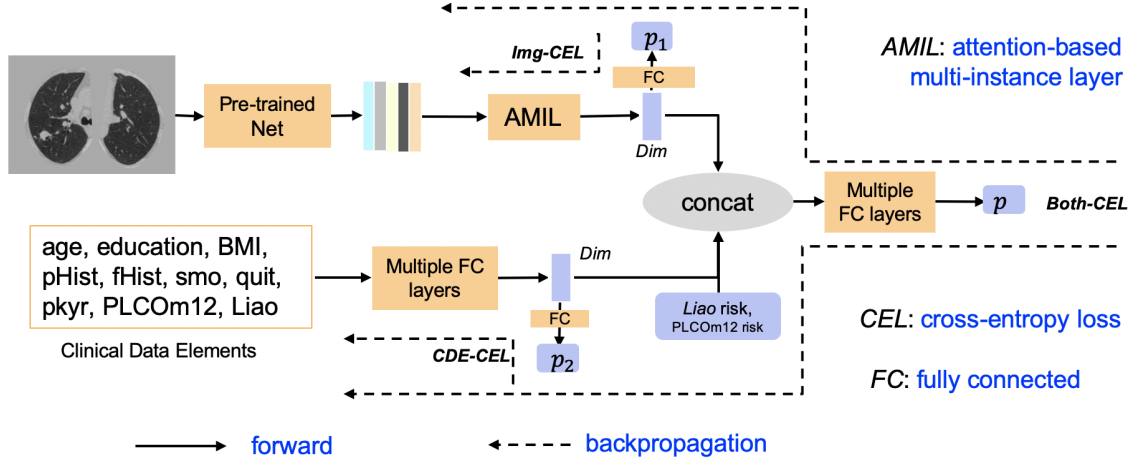 Img-CEL
p1
FC
AMIL: attention-based
multi-instance layer
Pre-trained
Net
AMIL
Dim
concat
Multiple
FC layers
p
Both-CEL
age, education, BMI,
pHist, fHist, smo, quit,
pkyr, PLCOm12, Liao
Clinical Data Elements
Multiple FC
layers
Dim
FC
CDE-CEL
p2
Liao risk,
PLCOm12 risk
CEL: cross-entropy loss
FC: fully connected
forward
backpropagation